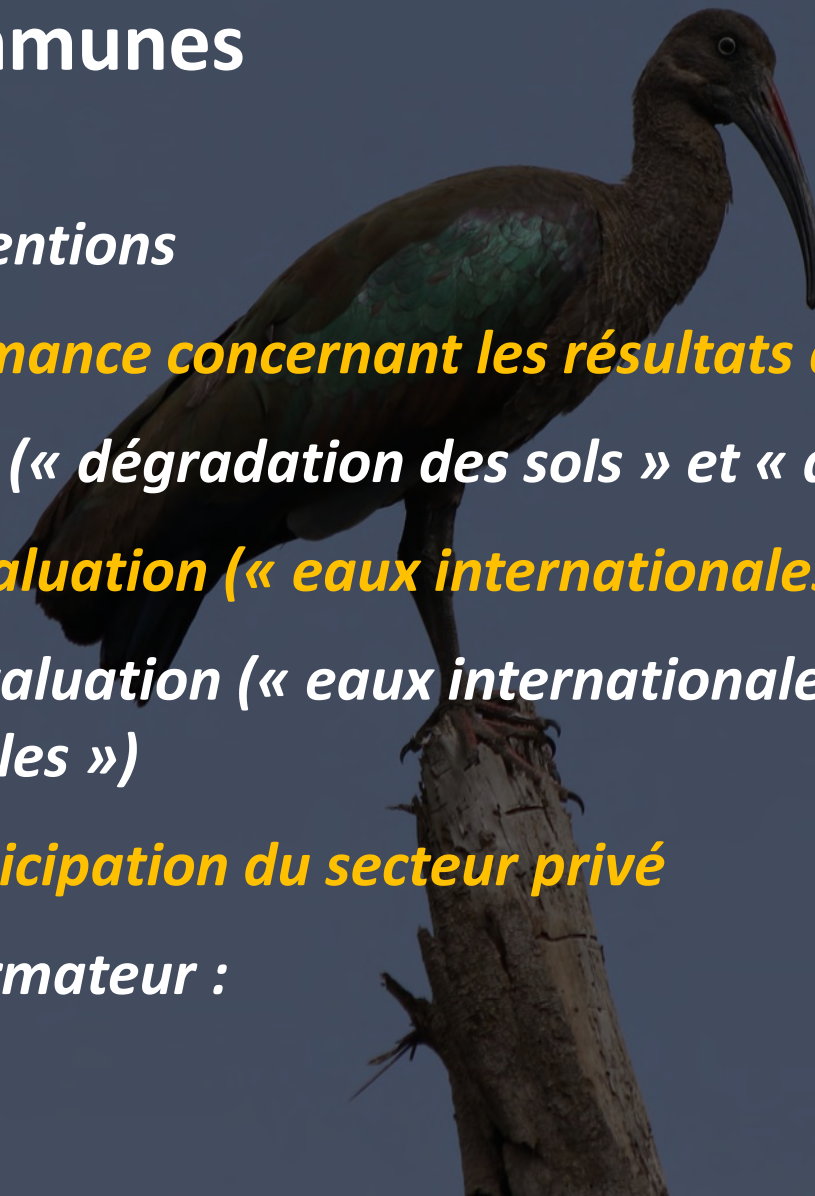 mmunes
entions
mance concernant les résultats
(« dégradation des sols » et «
aluation (« eaux internationales
aluation (« eaux internationale
les »)
icipation du secteur privé
rmateur :